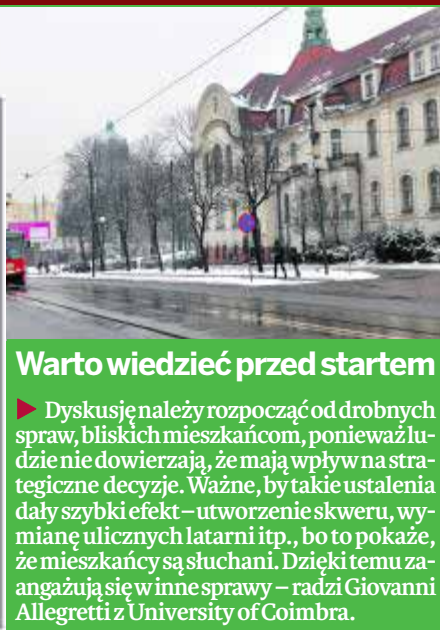 Warto wiedzieć przed startem
▶ Dyskusję należy rozpocząć od drobnych
spraw, bliskich mieszkańcom, ponieważ lu-
dzie nie dowierzają, że mają wpływ na stra-
tegiczne decyzje. Ważne, by takie ustalenia
dały szybki efekt – utworzenie skweru, wy-
mianę ulicznych latarni itp., bo to pokaże,
że mieszkańcy są słuchani. Dzięki temu za-
angażują się w inne sprawy – radzi Giovanni
Allegretti z University of Coimbra.